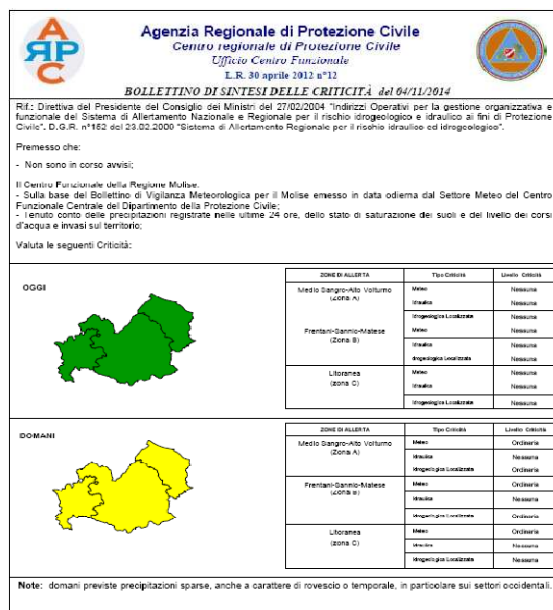 A
ЯPP
C
Agenzia Regionale di Protezione Civile
Centro regionale di Protezione Civile
Ufficio Centro Funzionale
L.R. 30 aprile 2012 n°12
BOLLETTINO DI SINTESI DELLE CRITICITÀ del 04/11/2014
Rif.: Direttiva del Presidente del Consiglio dei Ministri del 27/02/2004 "Indirizzi Operativi per la gestione organizzativa e
funzionale del Sistema di Allertamento Nazionale e Regionale per il rischio idrogeologico e idraulico ai fini di Protezione
Civile". D.G.R. n°152 del 23.02.2000 "Sistema di Allertamento Regionale per il rischio idraulico ed idrogeologico".
Premesso che:
- Non sono in corso avvisi;
Il Centro Funzionale della Regione Molise:
- Sulla base del Bollettino di Vigilanza Meteorologica per il Molise emesso in data odierna dal Settore Meteo del Centro
Funzionale Centrale del Dipartimento della Protezione Civile;
- Tenuto conto delle precipitazioni registrate nelle ultime 24 ore, dello stato di saturazione dei suoli e del livello dei corsi
d'acqua e invasi sul territorio;
Valuta le seguenti Criticità:
OGGI
ZONE DI ALLERTA Tipo Criticità Livello Criticità
Medio Sangro-Alto Volturno Meteo Nessuna
(Zona A) Idraulica Nessuna
Idrogeologica Localizzata Nessuna
Frentani-Sannio-Matese Meteo Nessuna
(Zona B) Idraulica Nessuna
drogeologica Localizzata Nessuna
Litoranea Meteo Nessuna
(zona C) Idraulica Nessuna
Idrogeologica Localizzata Nessuna
DOMANI
ZONE DI ALLERTA Tipo Criticità Livello Criticità
Medio Sangro-Alto Volturno Meteo Ordinaria
(Zona A) Idraulica Nessuna
Idrogeologica Localizzata Ordinaria
Frentani-Sannio-Matese Meteo Ordinaria
(Zona B) Idraulica Nessuna
Idrogeologica Localizzata Ordinaria
Litoranea Meteo Ordinaria
(zona C) Idraulica Nessuna
Idrogeologica Localizzata Nessuna
Note: domani previste precipitazioni sparse, anche a carattere di rovescio o temporale, in particolare sui settori occidentali.